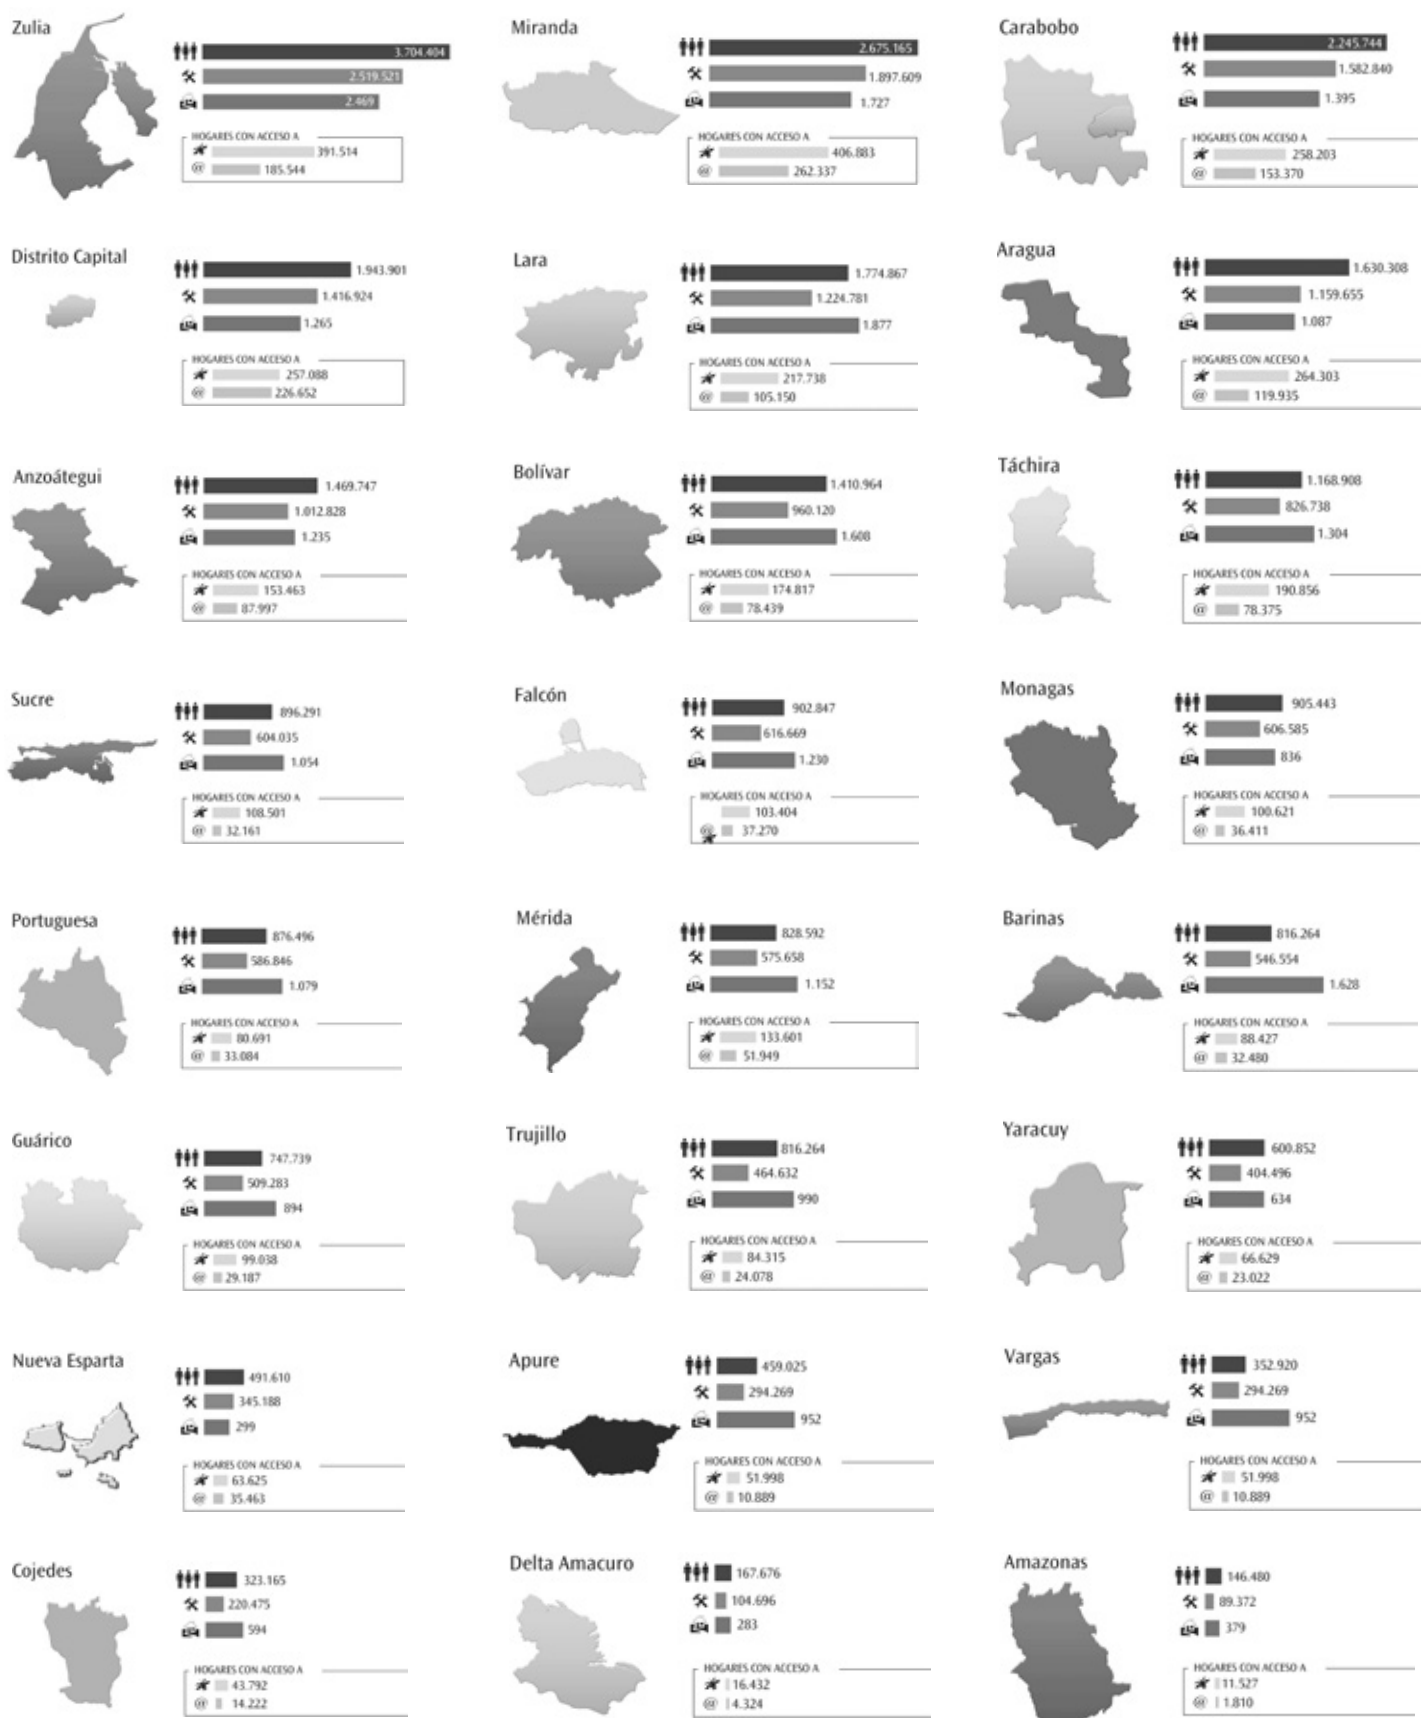 Zulia
3.704.404
2.519.521
2.469
HOGARES CON ACCESO A
391.514
@ 185.544
Miranda
2.675.165
1.897.609
1.727
HOGARES CON ACCESO A
406.883
@ 262.337
Carabobo
2.245.744
1.582.840
1.395
HOGARES CON ACCESO A
258.203
@ 153.370
Distrito Capital
1.943.901
1.416.924
1.265
HOGARES CON ACCESO A
257.088
@ 226.652
Lara
1.774.867
1.224.781
1.877
HOGARES CON ACCESO A
217.738
@ 105.150
Aragua
1.630.308
1.159.655
1.087
HOGARES CON ACCESO A
264.303
@ 119.935
Anzoátegui
1.469.747
1.012.828
1.235
HOGARES CON ACCESO A
153.463
@ 87.997
Bolívar
1.410.964
960.120
1.608
HOGARES CON ACCESO A
174.817
@ 78.439
Táchira
1.168.908
826.738
1.304
HOGARES CON ACCESO A
190.856
@ 78.375
Sucre
896.291
604.035
1.054
HOGARES CON ACCESO A
108.501
@ 32.161
Falcón
902.847
616.669
1.230
HOGARES CON ACCESO A
103.404
@ 37.270
Monagas
905.443
606.585
836
HOGARES CON ACCESO A
100.621
@ 36.411
Portuguesa
876.496
586.846
1.079
HOGARES CON ACCESO A
80.691
@ 33.084
Mérida
828.592
575.658
1.152
HOGARES CON ACCESO A
133.601
@ 51.949
Barinas
816.264
546.554
1.628
HOGARES CON ACCESO A
88.427
@ 32.480
Guárico
747.739
509.283
894
HOGARES CON ACCESO A
99.038
@ 29.187
Trujillo
816.264
464.632
990
HOGARES CON ACCESO A
84.315
@ 24.078
Yaracuy
600.852
404.496
634
HOGARES CON ACCESO A
66.629
@ 23.022
Nueva Esparta
491.610
345.188
299
HOGARES CON ACCESO A
63.625
@ 35.463
Apure
459.025
294.269
952
HOGARES CON ACCESO A
51.998
@ 10.889
Vargas
352.920
294.269
952
HOGARES CON ACCESO A
51.998
@ 10.889
Cojedes
323.165
220.475
594
HOGARES CON ACCESO A
43.792
@ 14.222
Delta Amacuro
167.676
104.696
283
HOGARES CON ACCESO A
16.432
@ 4.324
Amazonas
146.480
89.372
379
HOGARES CON ACCESO A
11.527
@ 1.810